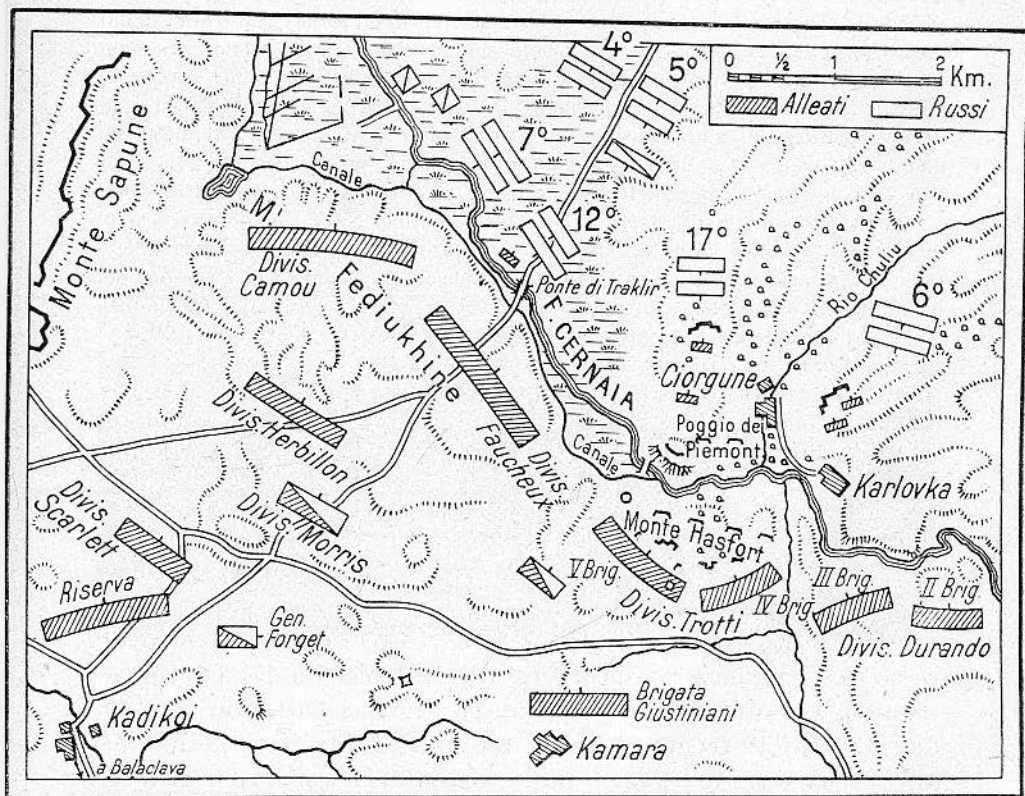 4°
5°
0 ½ 1 2
Km.
Alleati
Russi
Monte Sapune
Canale
7°
12°
17°
6°
Rio Chulu
Mi
Fediukhine
Divis.
Camou
Ponte di Traktir
F. CERNAIA
Ciorgune
Poggio dei
Piemont.
Karlovka
Divis. Herbillon
Divis.
Faucheux
Canale
Divis.
Scarlett
Divis. Morris
Monte Hasfort
Riserva
V Brig.
Divis. Trotti
IV Brig.
III Brig.
II Brig.
Divis. Durando
Gen.
Forget
Brigata
Giustiniani
Kadikoi
Kamara
a Balaclava